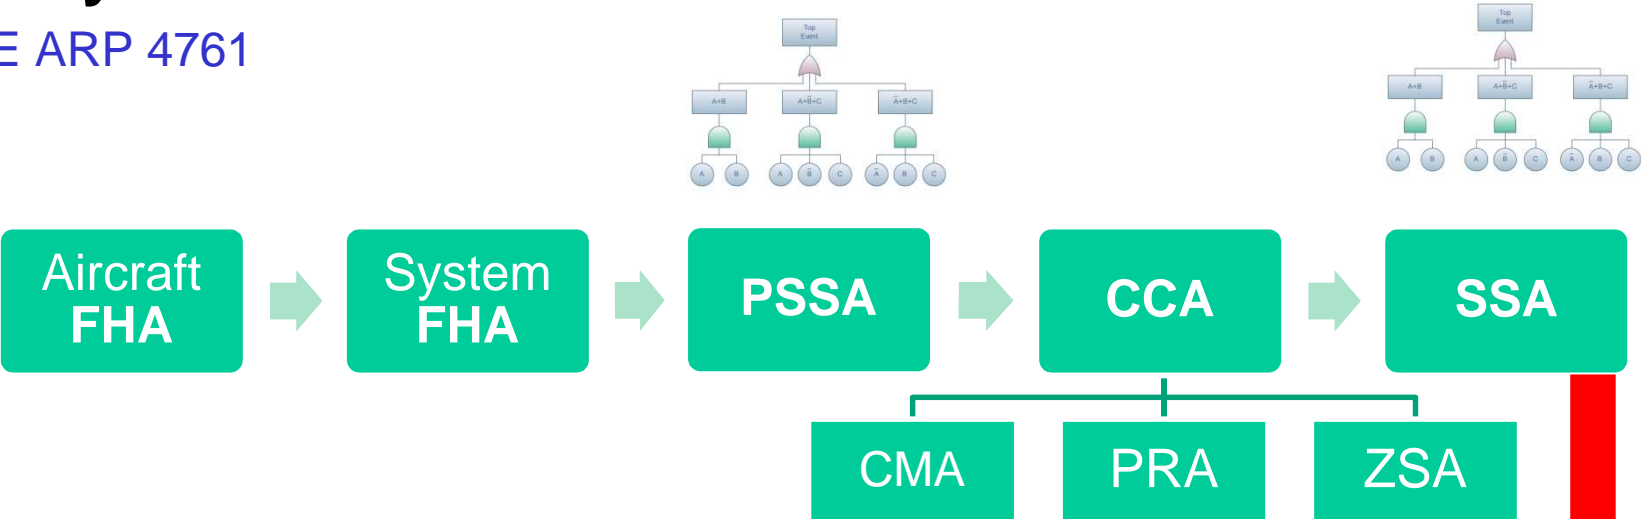 E ARP 4761
Top
Event
A+B
A+B̅+C
A̅+B+C
A
B
A
B̅
C
A̅
B
C
Top
Event
A+B
A+B̅+C
A̅+B+C
A
B
A
B̅
C
A̅
B
C
Aircraft
FHA
System
FHA
PSSA
CCA
SSA
CMA
PRA
ZSA